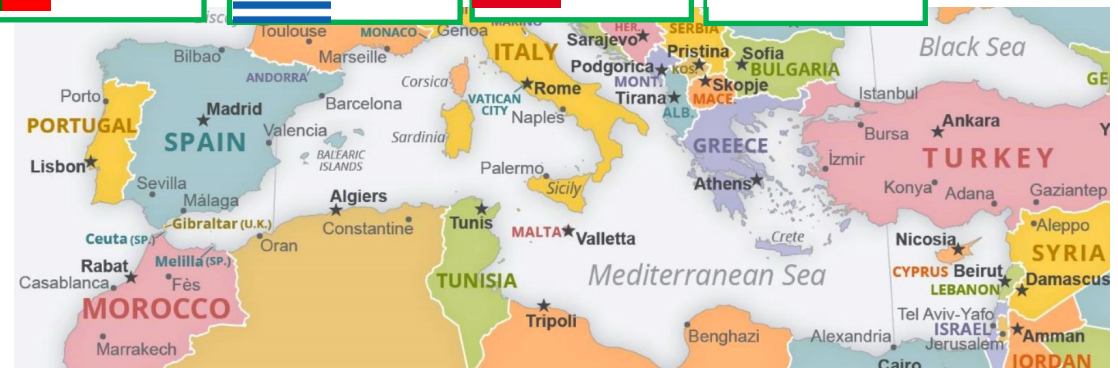 MONACO
Toulouse
Genoa
MARINO
HER.
SERBIA
Bilbao
Marseille
ITALY
Sarajevo
Pristina
Sofia
Black Sea
ANDORRA
Corsica
Podgorica
KOS.
BULGARIA
MONT.
Skopje
GE
Porto
Madrid
Barcelona
VATICAN
CITY
Rome
Tirana
MACE.
Istanbul
PORTUGAL
SPAIN
Valencia
Sardinia
Naples
ALB.
Bursa
Ankara
Y
Lisbon
BALEARIC
ISLANDS
GREECE
İzmir
TURKEY
Sevilla
Palermo
Sicily
Athens
Konya
Adana
Gaziantep
Málaga
Algiers
Gibraltar (U.K.)
Constantine
Tunis
Aleppo
Ceuta (SP.)
Oran
MALTA
Valletta
Crete
Nicosia
SYRIA
Rabat
Melilla (SP.)
Casablanca
Fès
TUNISIA
Mediterranean Sea
CYPRUS
Beirut
Damascus
LEBANON
MOROCCO
Tripoli
Tel Aviv-Yafo
ISRAEL
Amman
Marrakech
Benghazi
Alexandria
Jerusalem
Cairo
JORDAN